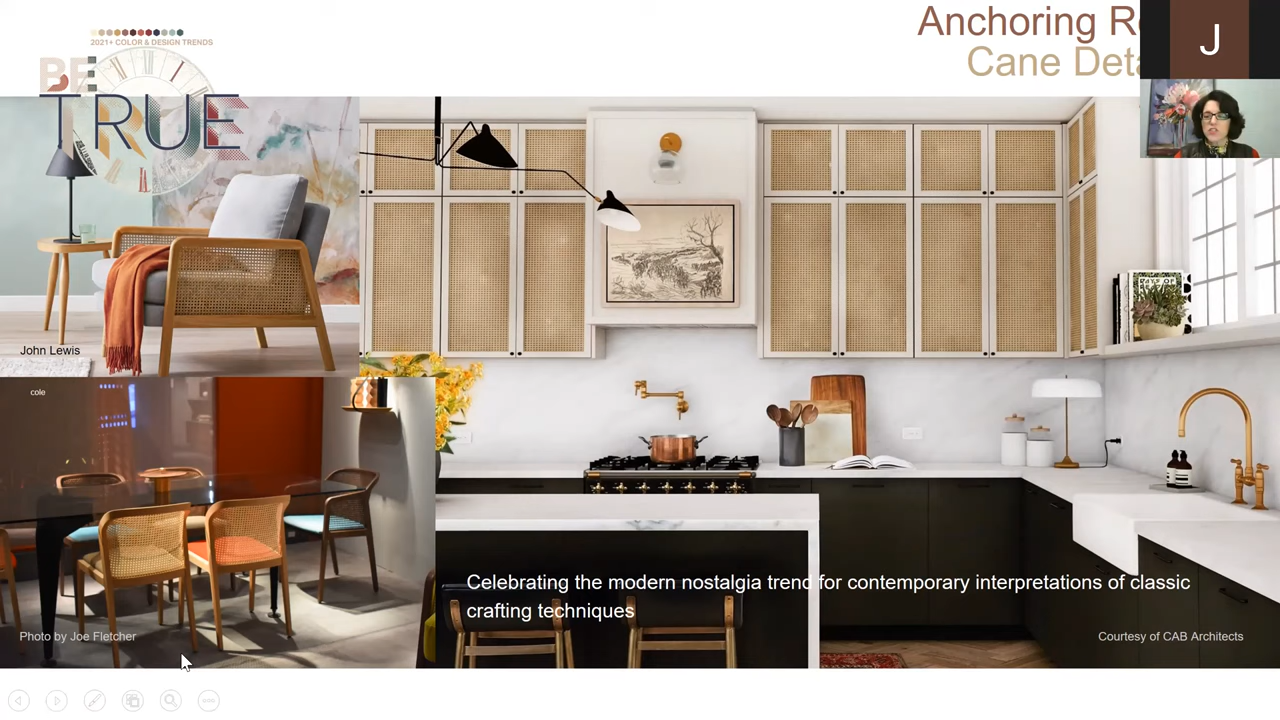 2021+ COLOR & DESIGN TRENDS
BE
TRUE
Anchoring
Cane
J
John Lewis
cole
Celebrating the modern nostalgia trend for contemporary interpretations of classic
crafting techniques
Photo by Joe Fletcher
Courtesy of CAB Architects